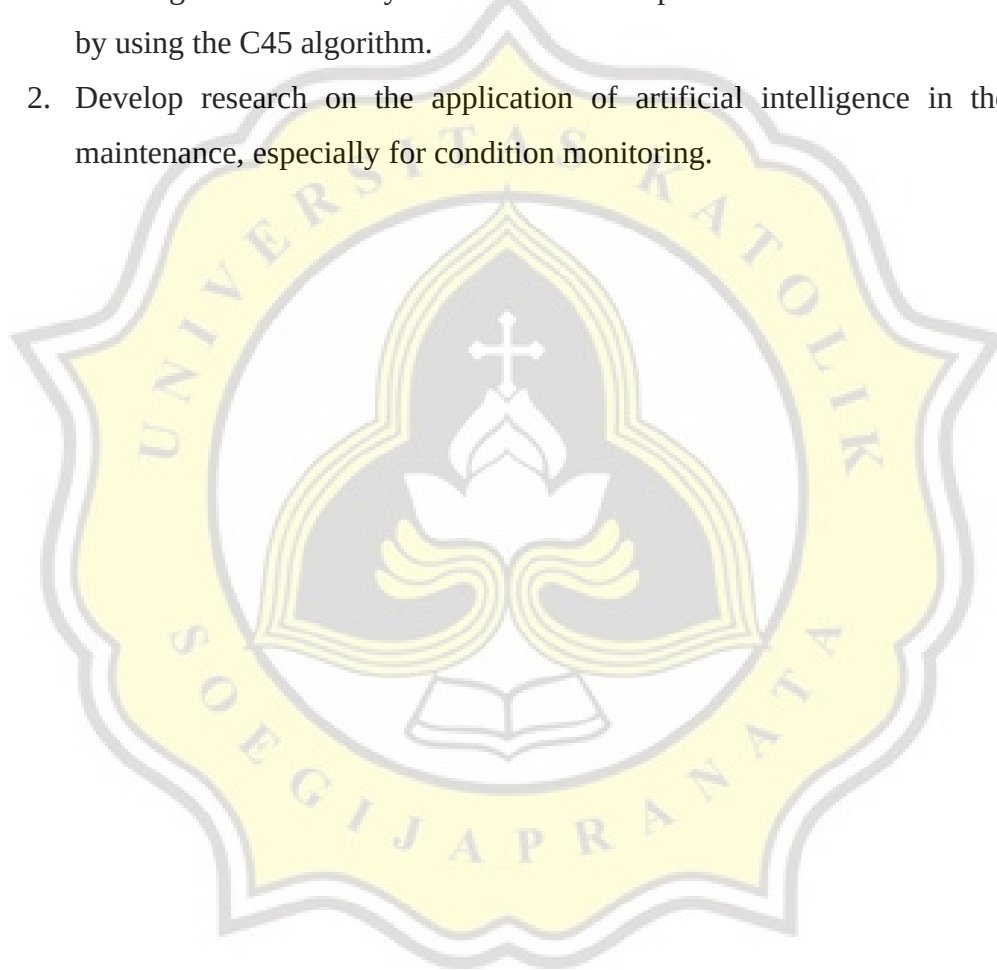 by using the C45 algorithm.
2. Develop research on the application of artificial intelligence in the
maintenance, especially for condition monitoring.
UNIVERSITAS KATOLIK
SOEGIJAPRANATA